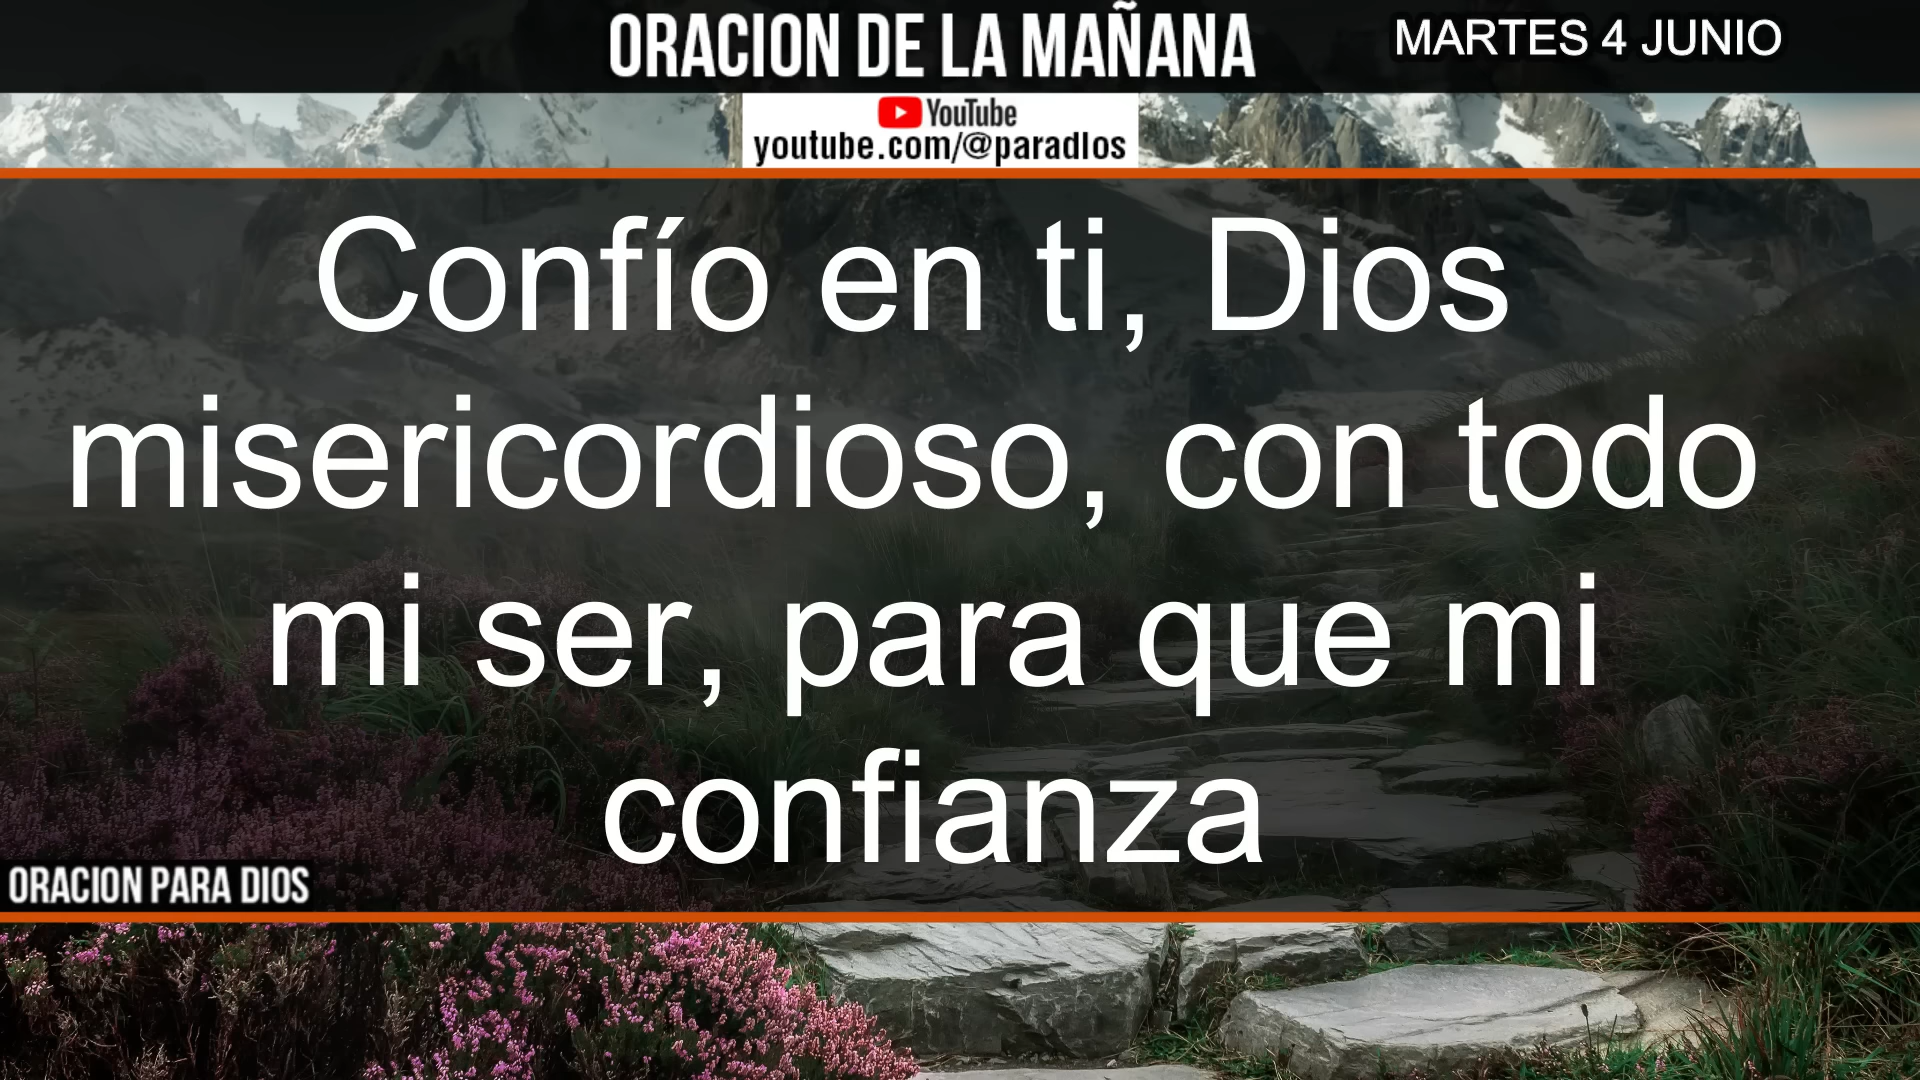 ORACION DE LA MAÑANA
MARTES 4 JUNIO
YouTube
youtube.com/@paradIos
Confío en ti, Dios
misericordioso, con todo
mi ser, para que mi
confianza
ORACION PARA DIOS